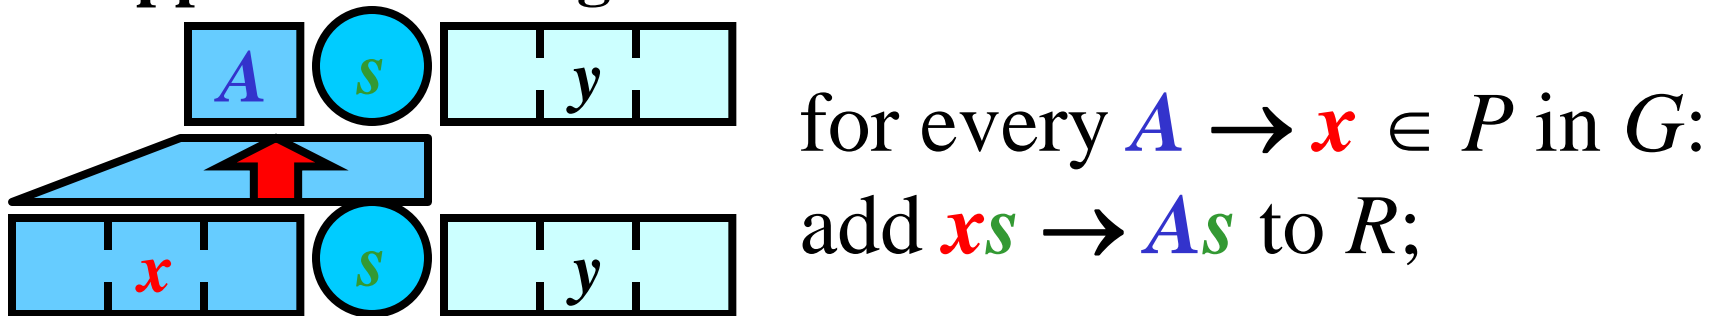 A s y
for every A → x ∈ P in G:
add xs → As to R;
x s y